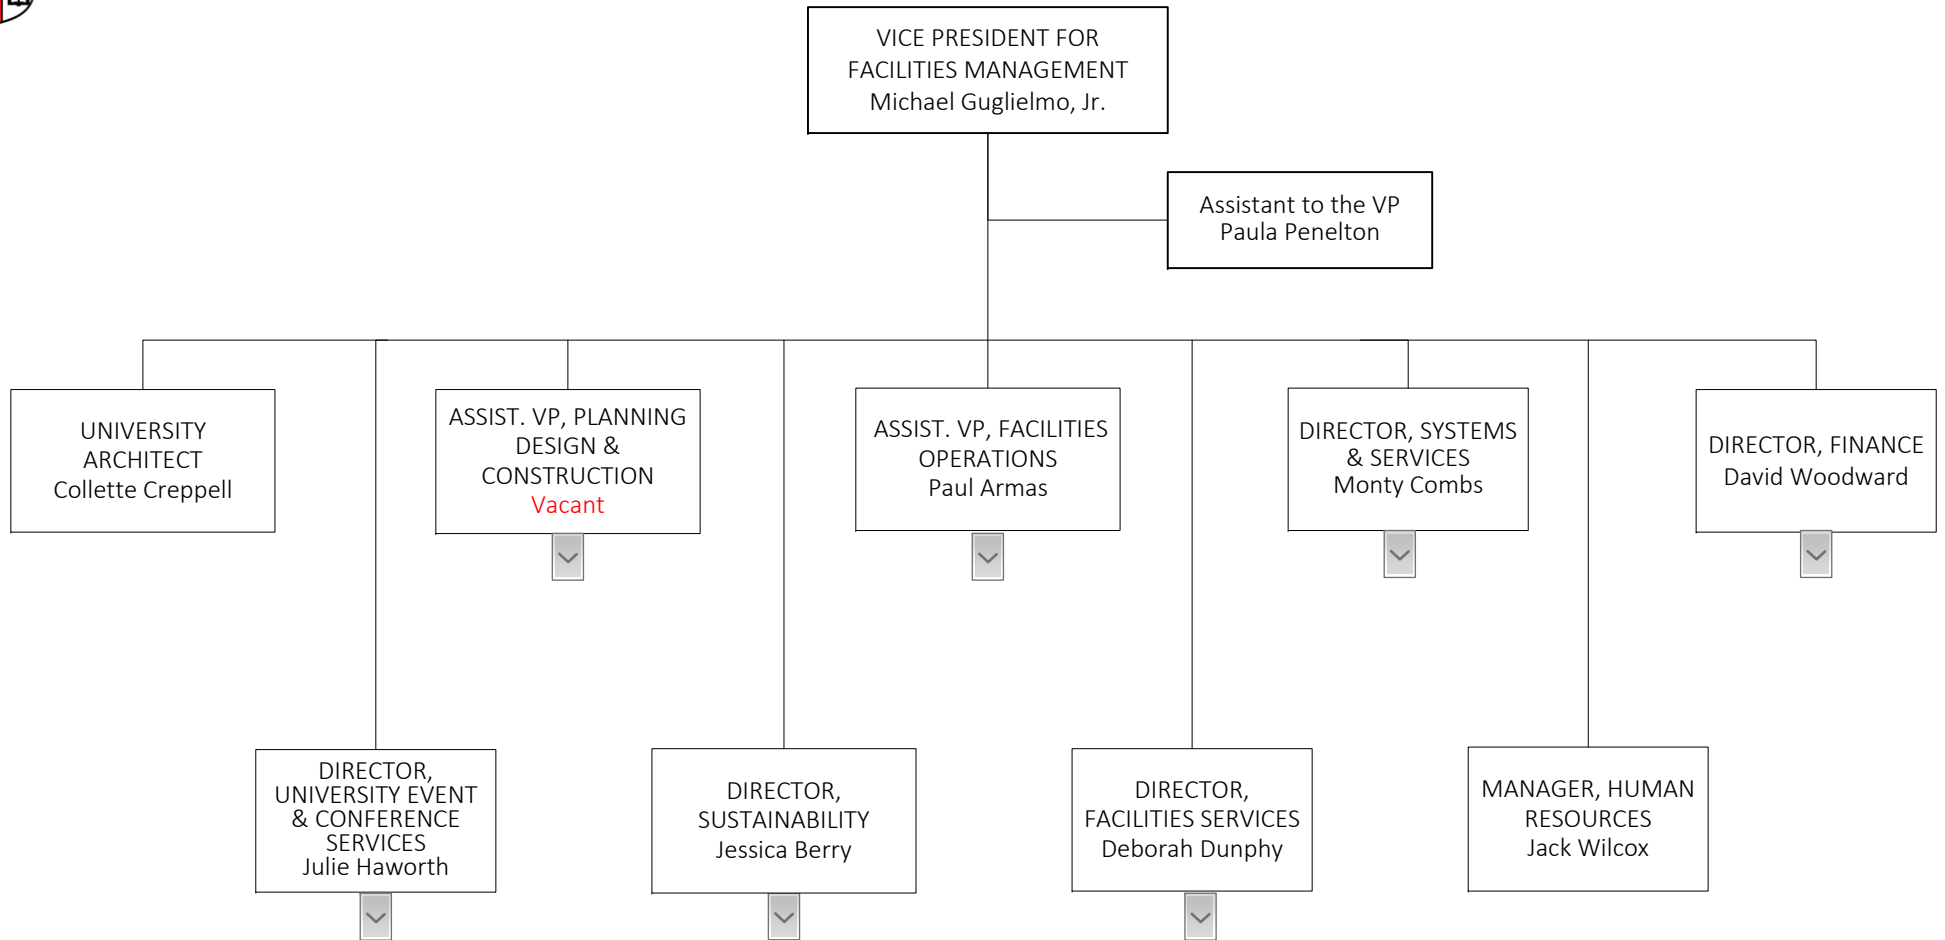 VICE PRESIDENT FOR
FACILITIES MANAGEMENT
Michael Guglielmo, Jr.
Assistant to the VP
Paula Penelton
UNIVERSITY
ARCHITECT
Collette Creppell
ASSIST. VP, PLANNING
DESIGN &
CONSTRUCTION
Vacant
ASSIST. VP, FACILITIES
OPERATIONS
Paul Armas
DIRECTOR, SYSTEMS
& SERVICES
Monty Combs
DIRECTOR, FINANCE
David Woodward
DIRECTOR,
UNIVERSITY EVENT
& CONFERENCE
SERVICES
Julie Haworth
DIRECTOR,
SUSTAINABILITY
Jessica Berry
DIRECTOR,
FACILITIES SERVICES
Deborah Dunphy
MANAGER, HUMAN
RESOURCES
Jack Wilcox